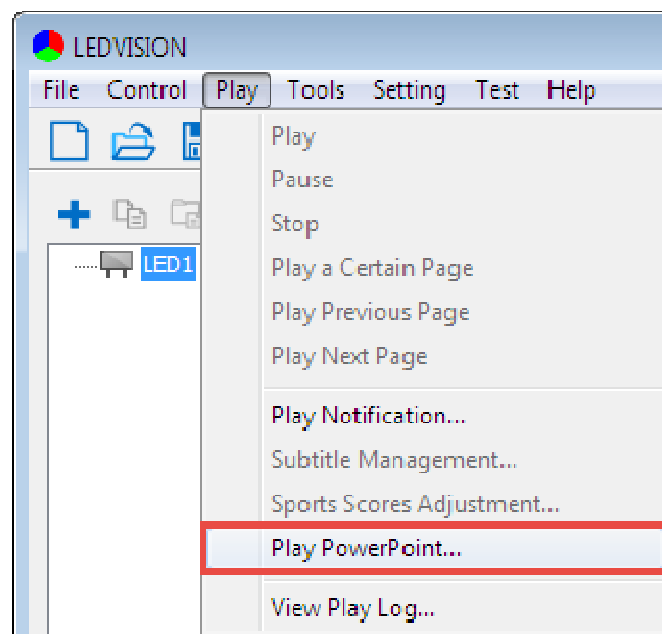 LEDVISION
File Control Play Tools Setting Test Help
Play
Pause
Stop
LED1
Play a Certain Page
Play Previous Page
Play Next Page
Play Notification...
Subtitle Management...
Sports Scores Adjustment...
Play PowerPoint...
View Play Log...